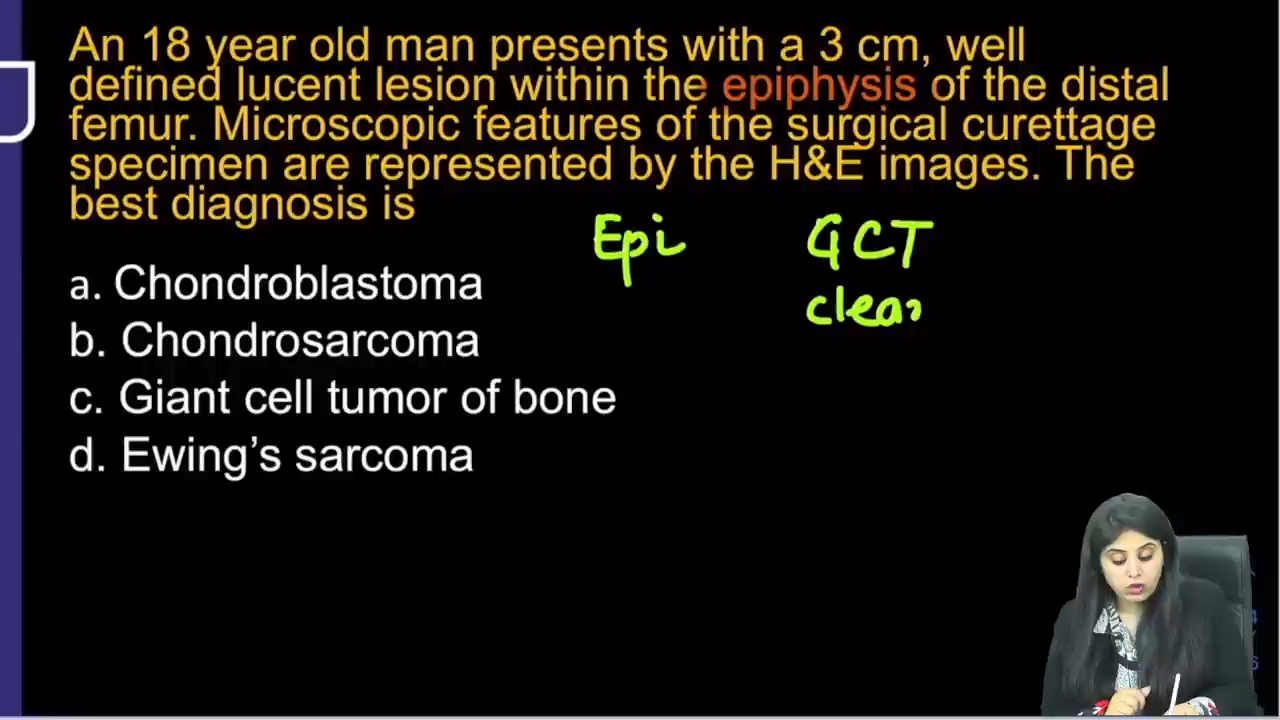 An 18 year old man presents with a 3 cm, well
defined lucent lesion within the epiphysis of the distal
femur. Microscopic features of the surgical curettage
specimen are represented by the H&E images. The
best diagnosis is
Epi GCT
clear
a. Chondroblastoma
b. Chondrosarcoma
c. Giant cell tumor of bone
d. Ewing's sarcoma